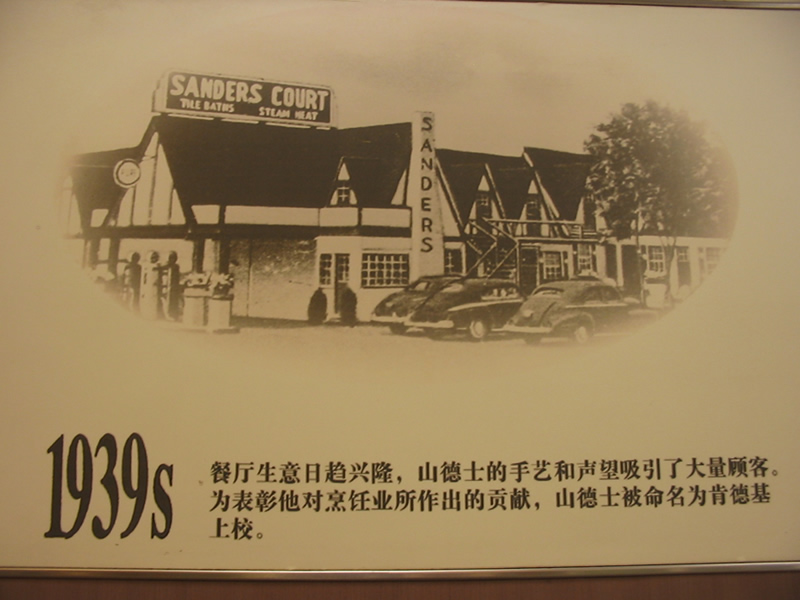 SANDERS COURT
TILE BATHS STEAM HEAT
SANDERS
1939s
餐厅生意日趋兴隆，山德士的手艺和声望吸引了大量顾客。
为表彰他对烹饪业所作出的贡献，山德士被命名为肯德基
上校。